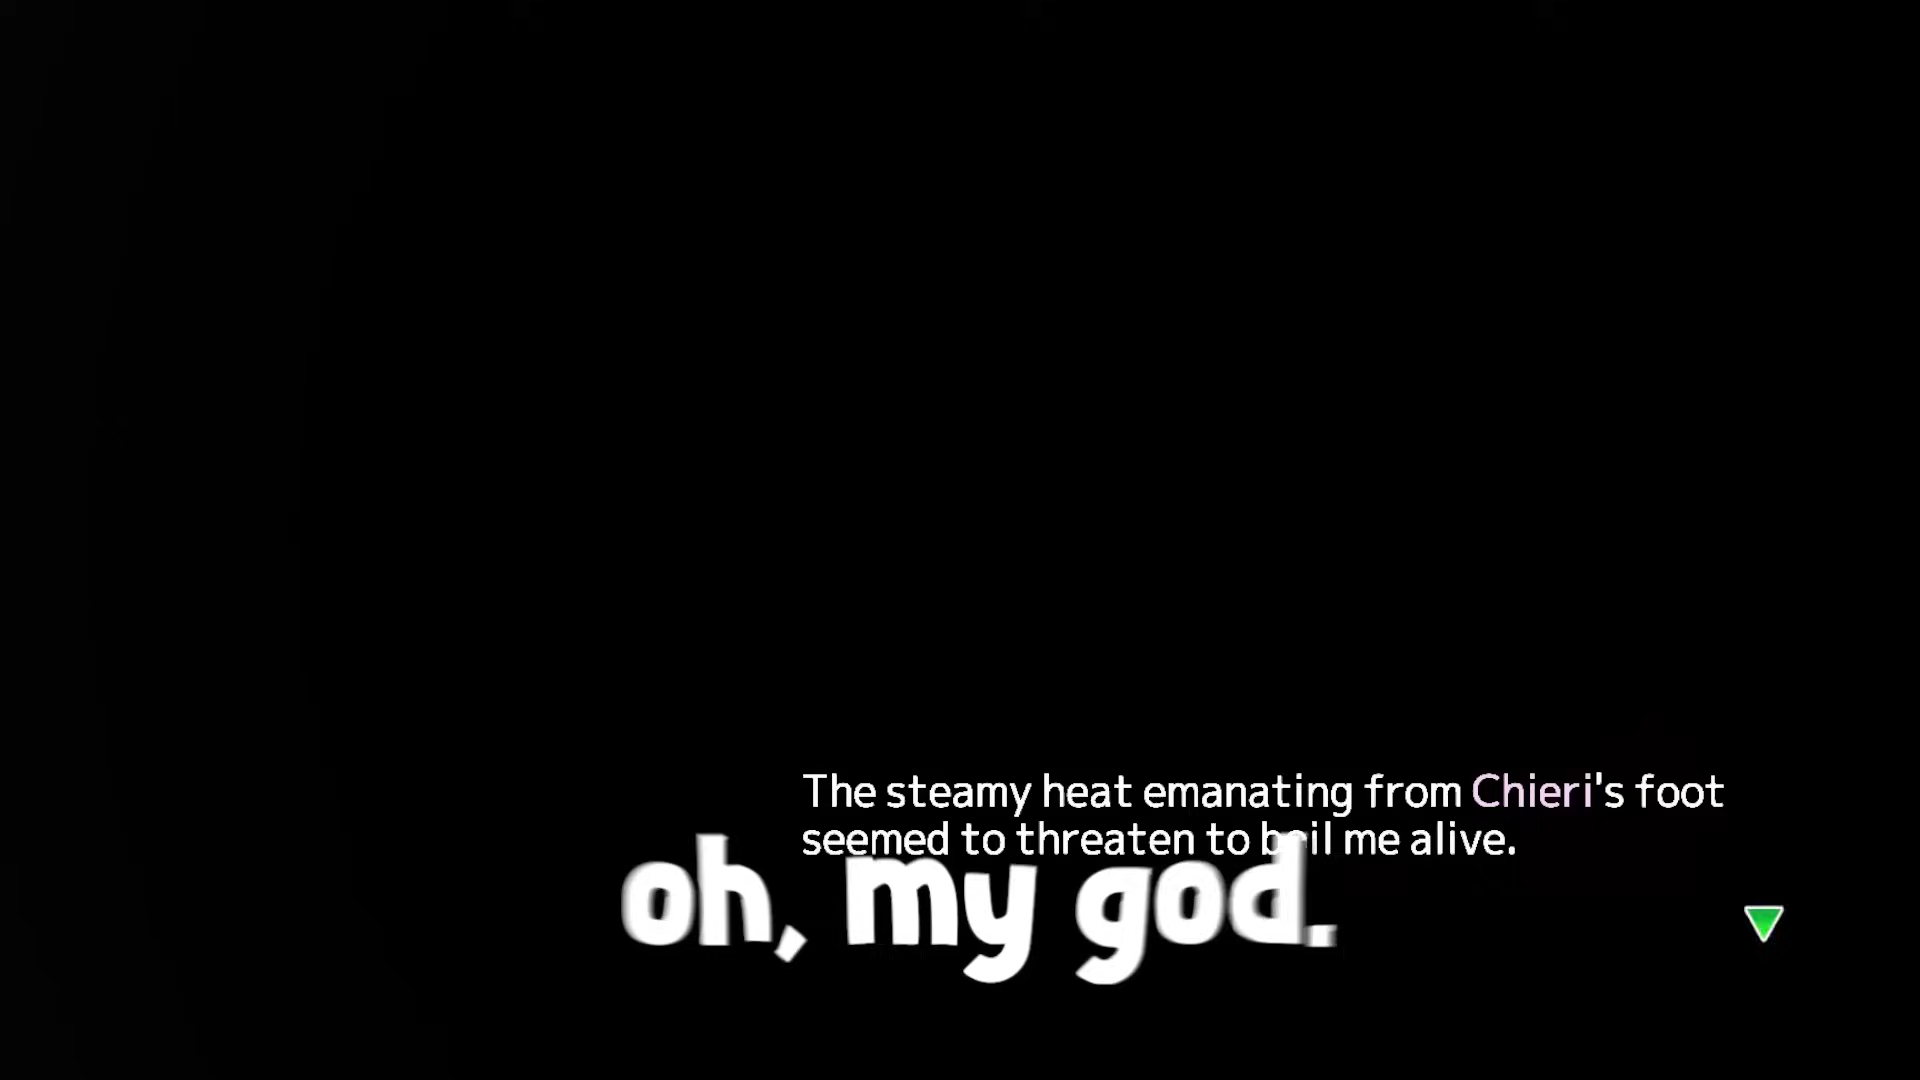 The steamy heat emanating from Chieri's foot
seemed to threaten to boil me alive.
oh, my god.